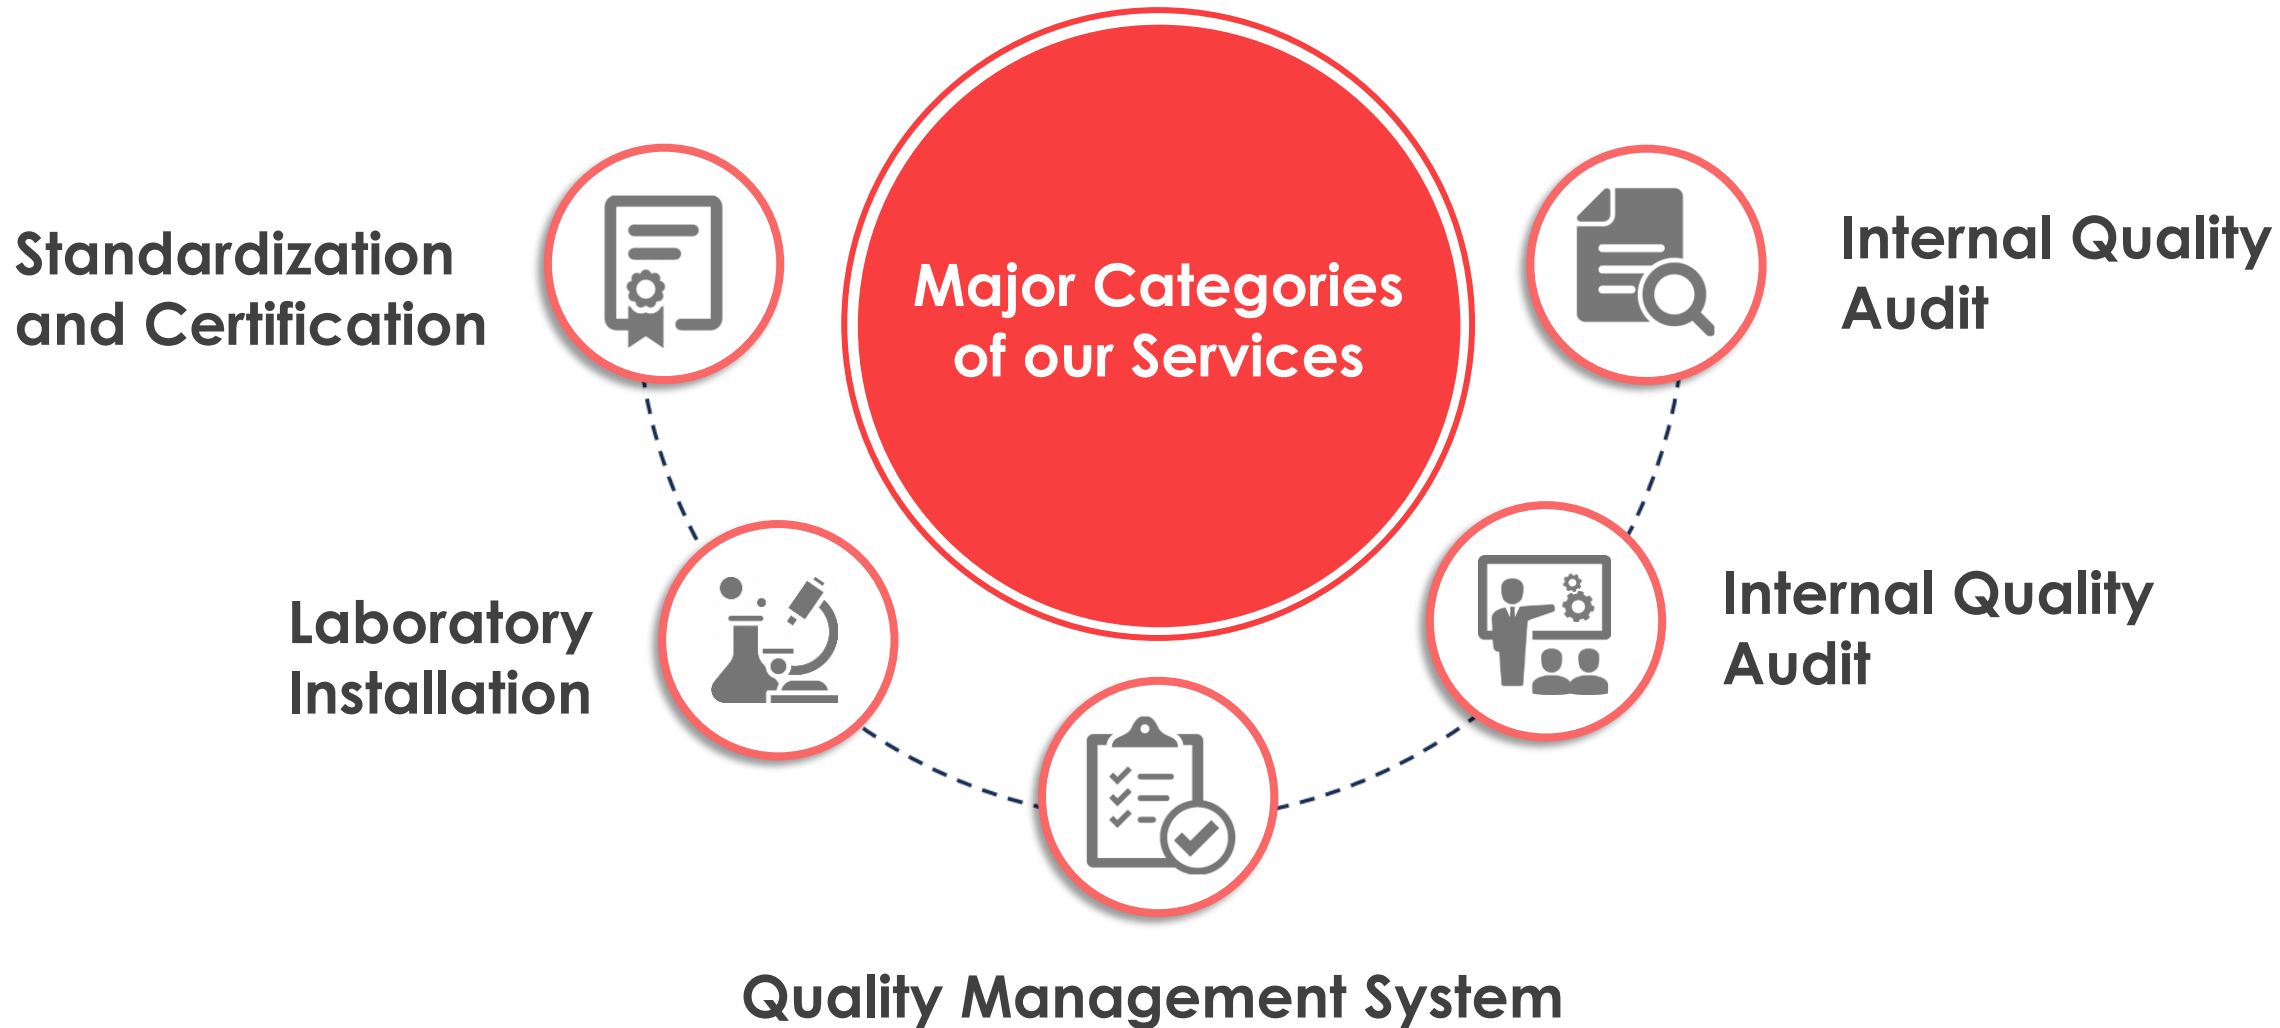 Major Categories
of our Services
Standardization
and Certification
Laboratory
Installation
Quality Management System
Internal Quality
Audit
Internal Quality
Audit